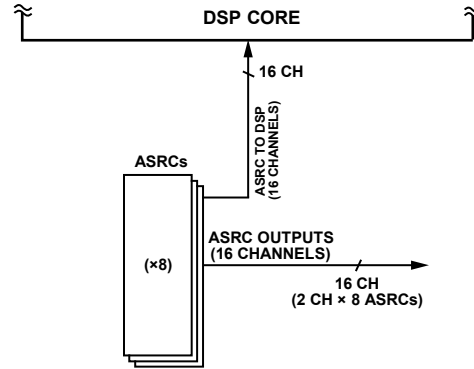 DSP CORE
16 CH
ASRC TO DSP
(16 CHANNELS)
ASRCs
(×8)
ASRC OUTPUTS
(16 CHANNELS)
16 CH
(2 CH × 8 ASRCs)